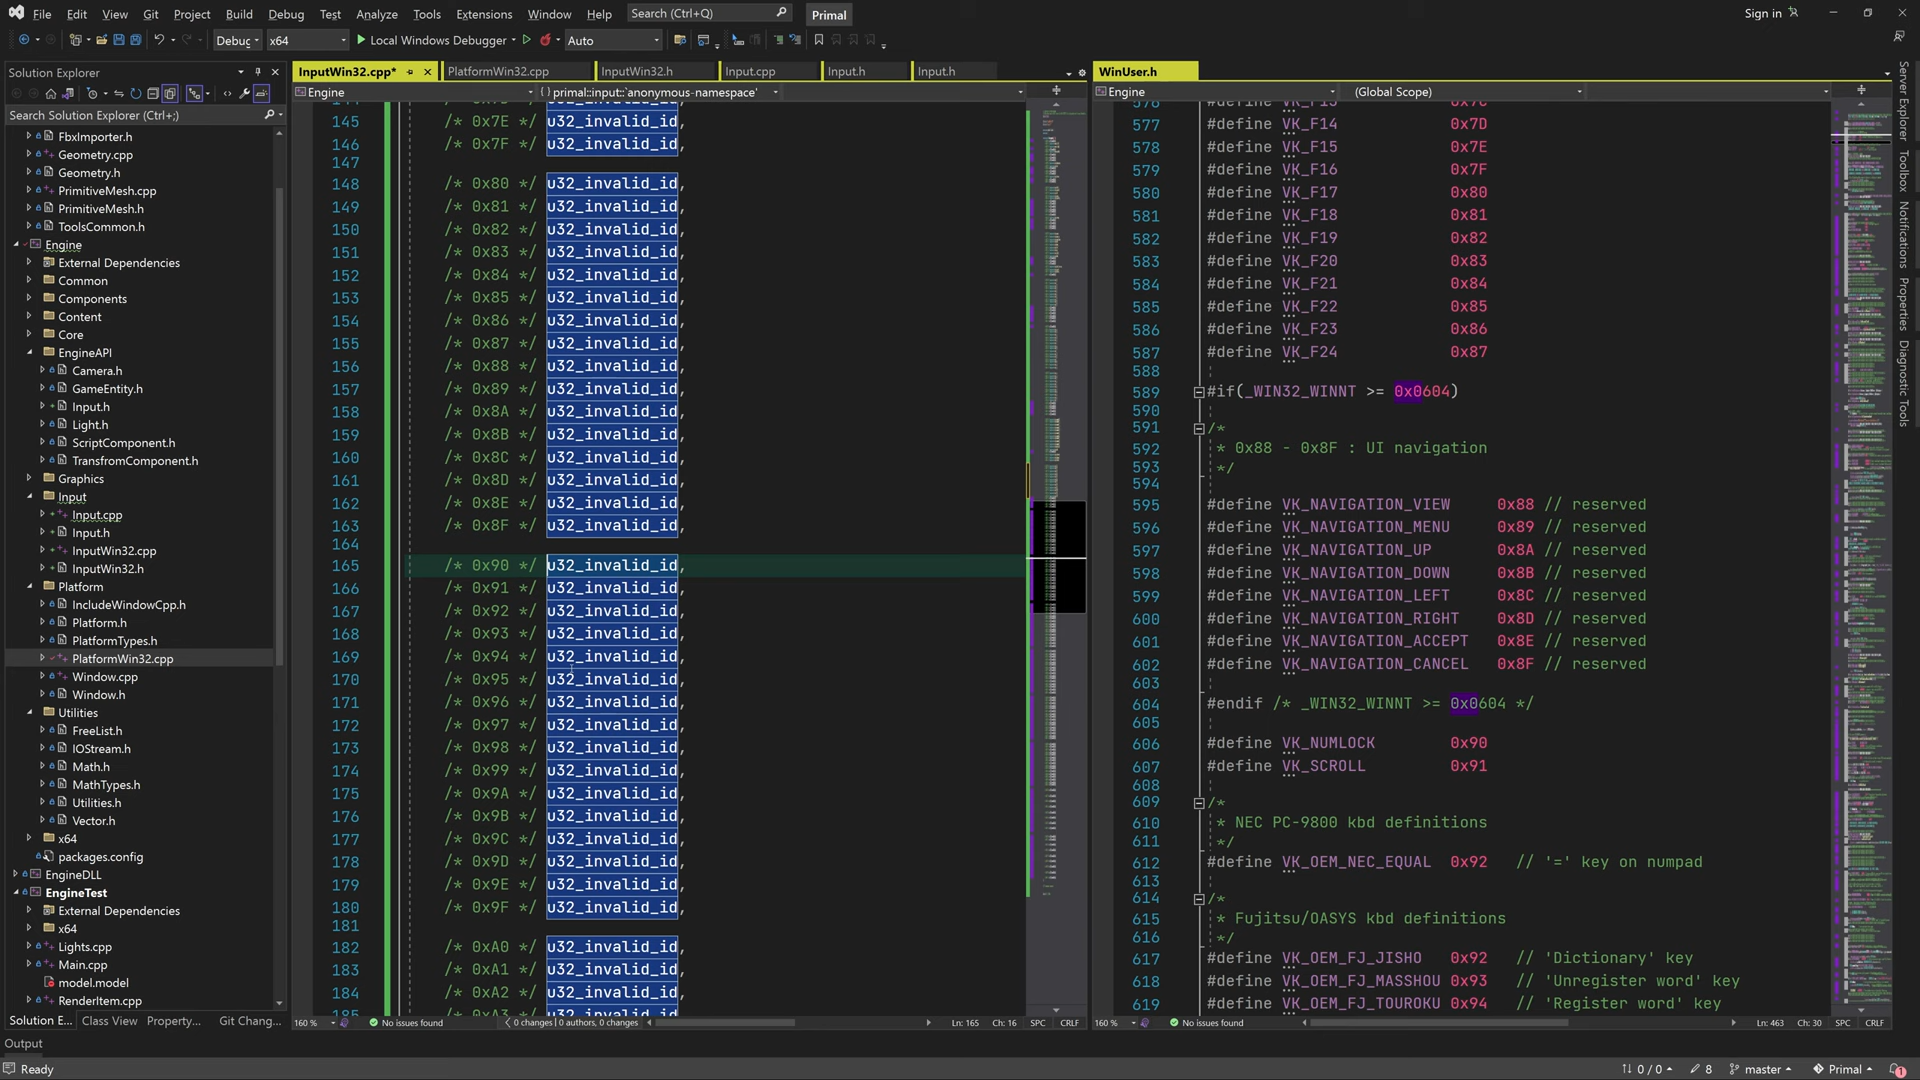 File Edit View Git Project Build Debug Test Analyze Tools Extensions Window Help Search (Ctrl+Q) Primal Sign in
Debug x64 Local Windows Debugger Auto
Solution Explorer
Search Solution Explorer (Ctrl+;)
FbxImporter.h
Geometry.cpp
Geometry.h
PrimitiveMesh.cpp
PrimitiveMesh.h
ToolsCommon.h
Engine
External Dependencies
Common
Components
Content
Core
EngineAPI
Camera.h
GameEntity.h
Input.h
Light.h
ScriptComponent.h
TransfromComponent.h
Graphics
Input
Input.cpp
Input.h
InputWin32.cpp
InputWin32.h
Platform
IncludeWindowCpp.h
Platform.h
PlatformTypes.h
PlatformWin32.cpp
Window.cpp
Window.h
Utilities
FreeList.h
IOStream.h
Math.h
MathTypes.h
Utilities.h
Vector.h
x64
packages.config
EngineDLL
EngineTest
External Dependencies
x64
Lights.cpp
Main.cpp
model.model
RenderItem.cpp
Solution E... Class View Property... Git Chang...
InputWin32.cpp* PlatformWin32.cpp InputWin32.h Input.cpp Input.h Input.h
Engine primal::input::`anonymous-namespace'
145 /* 0x7E */ u32_invalid_id,
146 /* 0x7F */ u32_invalid_id,
147
148 /* 0x80 */ u32_invalid_id,
149 /* 0x81 */ u32_invalid_id,
150 /* 0x82 */ u32_invalid_id,
151 /* 0x83 */ u32_invalid_id,
152 /* 0x84 */ u32_invalid_id,
153 /* 0x85 */ u32_invalid_id,
154 /* 0x86 */ u32_invalid_id,
155 /* 0x87 */ u32_invalid_id,
156 /* 0x88 */ u32_invalid_id,
157 /* 0x89 */ u32_invalid_id,
158 /* 0x8A */ u32_invalid_id,
159 /* 0x8B */ u32_invalid_id,
160 /* 0x8C */ u32_invalid_id,
161 /* 0x8D */ u32_invalid_id,
162 /* 0x8E */ u32_invalid_id,
163 /* 0x8F */ u32_invalid_id,
164
165 /* 0x90 */ u32_invalid_id,
166 /* 0x91 */ u32_invalid_id,
167 /* 0x92 */ u32_invalid_id,
168 /* 0x93 */ u32_invalid_id,
169 /* 0x94 */ u32_invalid_id,
170 /* 0x95 */ u32_invalid_id,
171 /* 0x96 */ u32_invalid_id,
172 /* 0x97 */ u32_invalid_id,
173 /* 0x98 */ u32_invalid_id,
174 /* 0x99 */ u32_invalid_id,
175 /* 0x9A */ u32_invalid_id,
176 /* 0x9B */ u32_invalid_id,
177 /* 0x9C */ u32_invalid_id,
178 /* 0x9D */ u32_invalid_id,
179 /* 0x9E */ u32_invalid_id,
180 /* 0x9F */ u32_invalid_id,
181
182 /* 0xA0 */ u32_invalid_id,
183 /* 0xA1 */ u32_invalid_id,
184 /* 0xA2 */ u32_invalid_id,
185 /* 0xA3 */ u32_invalid_id,
160 % No issues found 0 changes | 0 authors, 0 changes Ln: 165 Ch: 16 SPC CRLF
WinUser.h
Engine (Global Scope)
576 #define VK_F13 0x7C
577 #define VK_F14 0x7D
578 #define VK_F15 0x7E
579 #define VK_F16 0x7F
580 #define VK_F17 0x80
581 #define VK_F18 0x81
582 #define VK_F19 0x82
583 #define VK_F20 0x83
584 #define VK_F21 0x84
585 #define VK_F22 0x85
586 #define VK_F23 0x86
587 #define VK_F24 0x87
588
589 #if(_WIN32_WINNT >= 0x0604)
590
591 /*
592 * 0x88 - 0x8F : UI navigation
593 */
594
595 #define VK_NAVIGATION_VIEW 0x88 // reserved
596 #define VK_NAVIGATION_MENU 0x89 // reserved
597 #define VK_NAVIGATION_UP 0x8A // reserved
598 #define VK_NAVIGATION_DOWN 0x8B // reserved
599 #define VK_NAVIGATION_LEFT 0x8C // reserved
600 #define VK_NAVIGATION_RIGHT 0x8D // reserved
601 #define VK_NAVIGATION_ACCEPT 0x8E // reserved
602 #define VK_NAVIGATION_CANCEL 0x8F // reserved
603
604 #endif /* _WIN32_WINNT >= 0x0604 */
605
606 #define VK_NUMLOCK 0x90
607 #define VK_SCROLL 0x91
608
609 /*
610 * NEC PC-9800 kbd definitions
611 */
612 #define VK_OEM_NEC_EQUAL 0x92 // '=' key on numpad
613
614 /*
615 * Fujitsu/OASYS kbd definitions
616 */
617 #define VK_OEM_FJ_JISHO 0x92 // 'Dictionary' key
618 #define VK_OEM_FJ_MASSHOU 0x93 // 'Unregister word' key
619 #define VK_OEM_FJ_TOUROKU 0x94 // 'Register word' key
160 % No issues found Ln: 463 Ch: 30 SPC CRLF
Server Explorer
Toolbox
Notifications
Properties
Diagnostic Tools
Output
Ready 0 / 0 8 master Primal 1